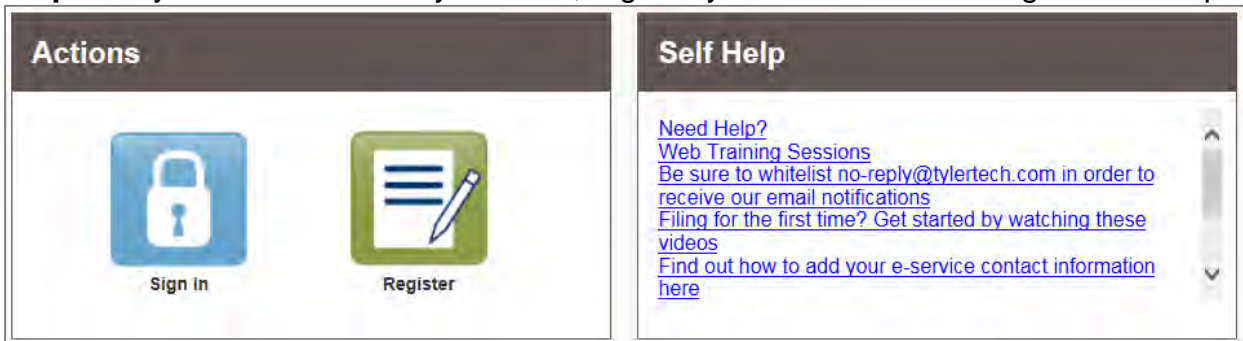 Actions
Sign In
Register
Self Help
Need Help?
Web Training Sessions
Be sure to whitelist no-reply@tylertech.com in order to
receive our email notifications
Filing for the first time? Get started by watching these
videos
Find out how to add your e-service contact information
here